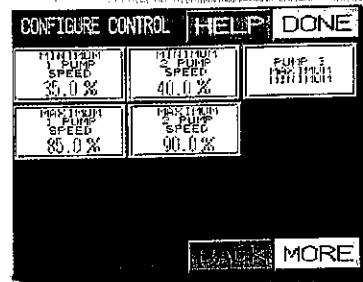 CONFIGURE CONTROL HELP DONE
MINIMUM
1 PUMP
SPEED
35.0 %
MINIMUM
2 PUMP
SPEED
40.0 %
PUMP 3
MAXIMUM
MINIMUM
MAXIMUM
1 PUMP
SPEED
85.0 %
MAXIMUM
2 PUMP
SPEED
90.0 %
BACK MORE